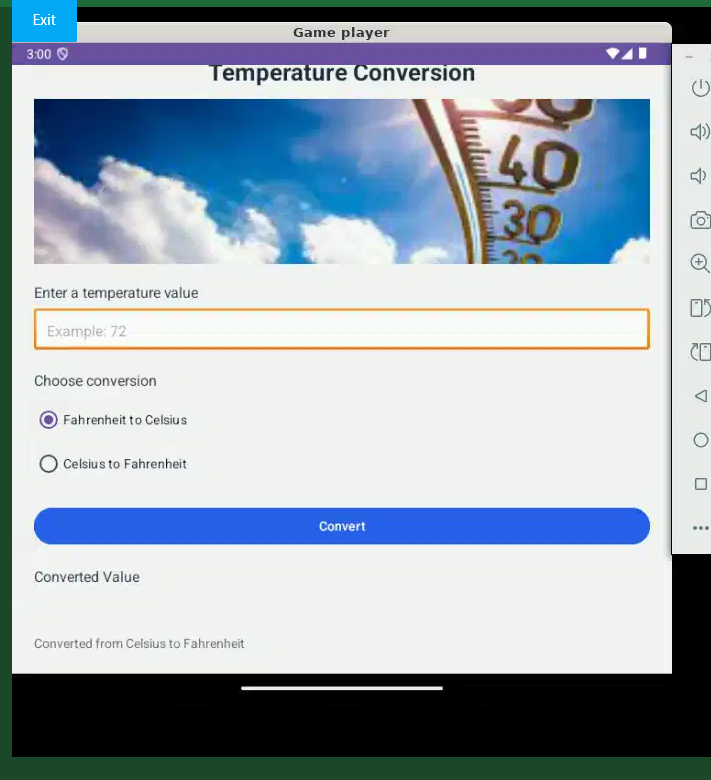 Exit
Game player
3:00
Temperature Conversion
40
30
Enter a temperature value
Example: 72
Choose conversion
Fahrenheit to Celsius
Celsius to Fahrenheit
Convert
Converted Value
Converted from Celsius to Fahrenheit